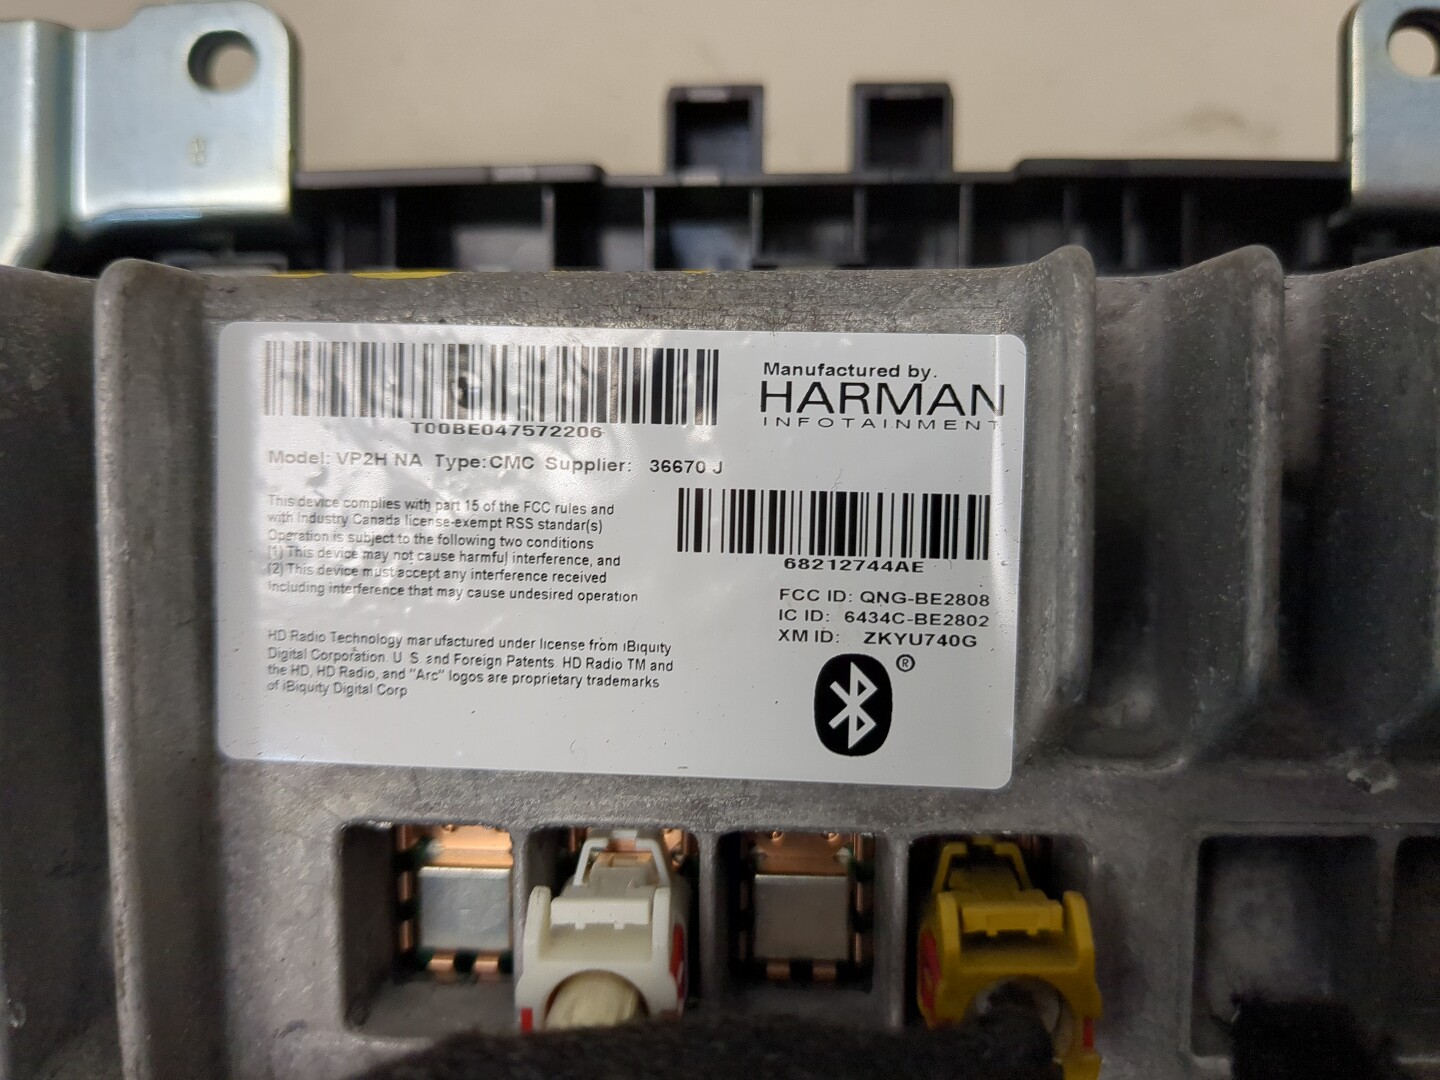 T00BE047572206
Manufactured by.
HARMAN
INFOTAINMENT
Model: VP2H NA Type:CMC Supplier: 36670 J
This device complies with part 15 of the FCC rules and
with Industry Canada license-exempt RSS standar(s)
Operation is subject to the following two conditions
(1) This device may not cause harmful interference, and
(2) This device must accept any interference received
Including interference that may cause undesired operation
68212744AE
FCC ID: QNG-BE2808
IC ID: 6434C-BE2802
XM ID: ZKYU740G
®
HD Radio Technology manufactured under license from iBiquity
Digital Corporation. U S. and Foreign Patents. HD Radio TM and
the HD, HD Radio, and "Arc" logos are proprietary trademarks
of iBiquity Digital Corp